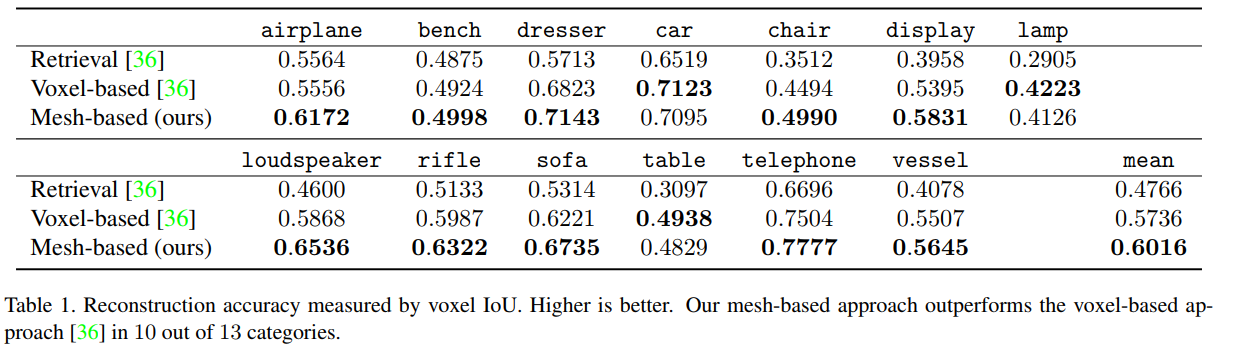 airplane bench dresser car chair display lamp
Retrieval [36] 0.5564 0.4875 0.5713 0.6519 0.3512 0.3958 0.2905
Voxel-based [36] 0.5556 0.4924 0.6823 0.7123 0.4494 0.5395 0.4223
Mesh-based (ours) 0.6172 0.4998 0.7143 0.7095 0.4990 0.5831 0.4126
loudspeaker rifle sofa table telephone vessel mean
Retrieval [36] 0.4600 0.5133 0.5314 0.3097 0.6696 0.4078 0.4766
Voxel-based [36] 0.5868 0.5987 0.6221 0.4938 0.7504 0.5507 0.5736
Mesh-based (ours) 0.6536 0.6322 0.6735 0.4829 0.7777 0.5645 0.6016
Table 1. Reconstruction accuracy measured by voxel IoU. Higher is better. Our mesh-based approach outperforms the voxel-based ap-
proach [36] in 10 out of 13 categories.